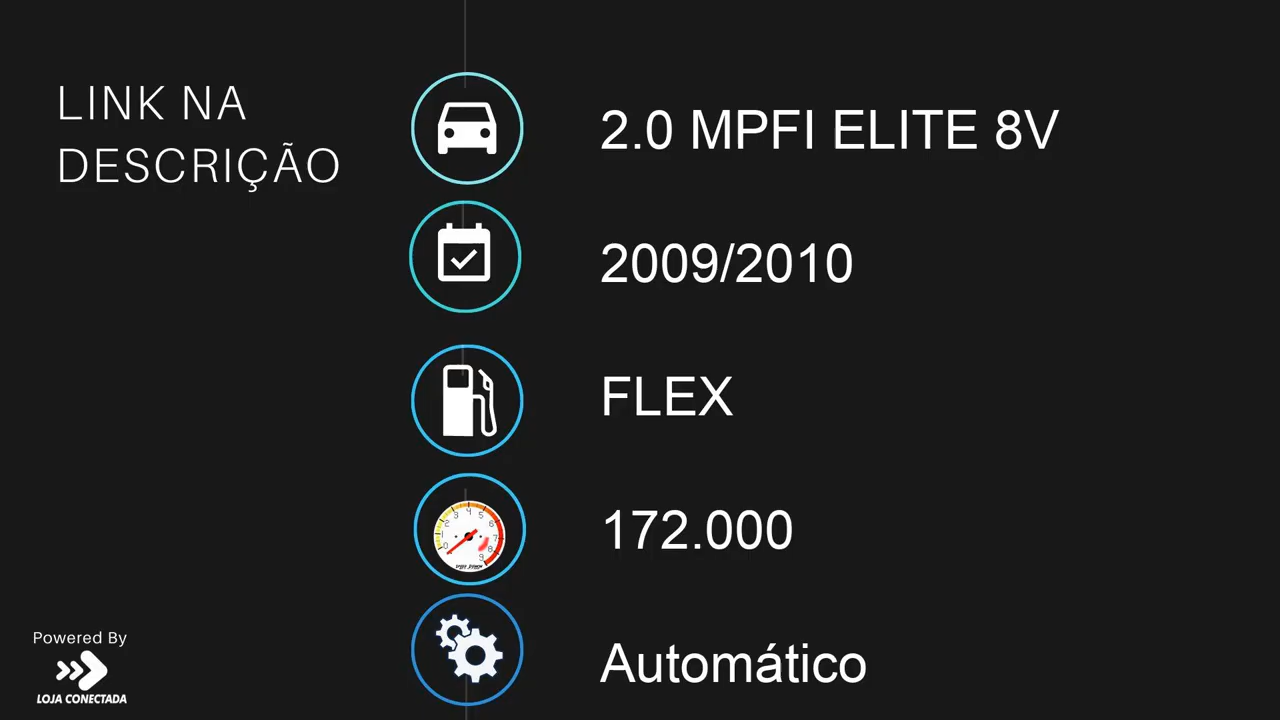 LINK NA
DESCRIÇÃO
2.0 MPFI ELITE 8V
2009/2010
FLEX
172.000
Automático
Powered By
LOJA CONECTADA